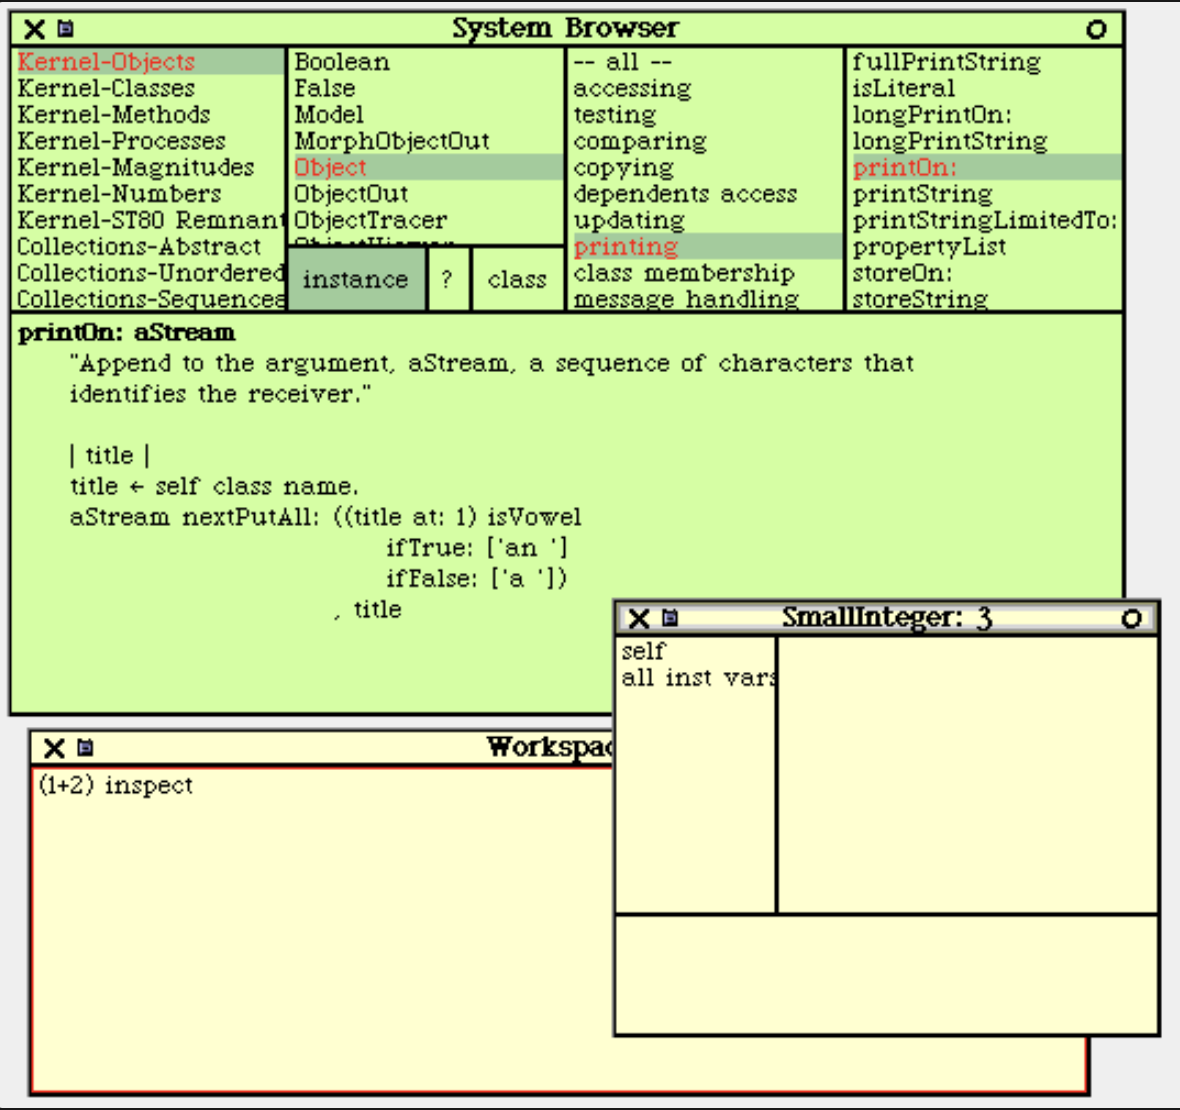 System Browser
Kernel-Objects
Kernel-Classes
Kernel-Methods
Kernel-Processes
Kernel-Magnitudes
Kernel-Numbers
Kernel-ST80 Remnant
Collections-Abstract
Collections-Unordered
Collections-Sequencea
Boolean
False
Model
MorphObjectOut
Object
ObjectOut
ObjectTracer
ObjectViewer
instance ? class
-- all --
accessing
testing
comparing
copying
dependents access
updating
printing
class membership
message handling
fullPrintString
isLiteral
longPrintOn:
longPrintString
printOn:
printString
printStringLimitedTo:
propertyList
storeOn:
storeString
printOn: aStream
"Append to the argument, aStream, a sequence of characters that
identifies the receiver."
| title |
title ← self class name.
aStream nextPutAll: ((title at: 1) isVowel
ifTrue: ['an ']
ifFalse: ['a '])
, title
SmallInteger: 3
self
all inst vars
Workspac
(1+2) inspect